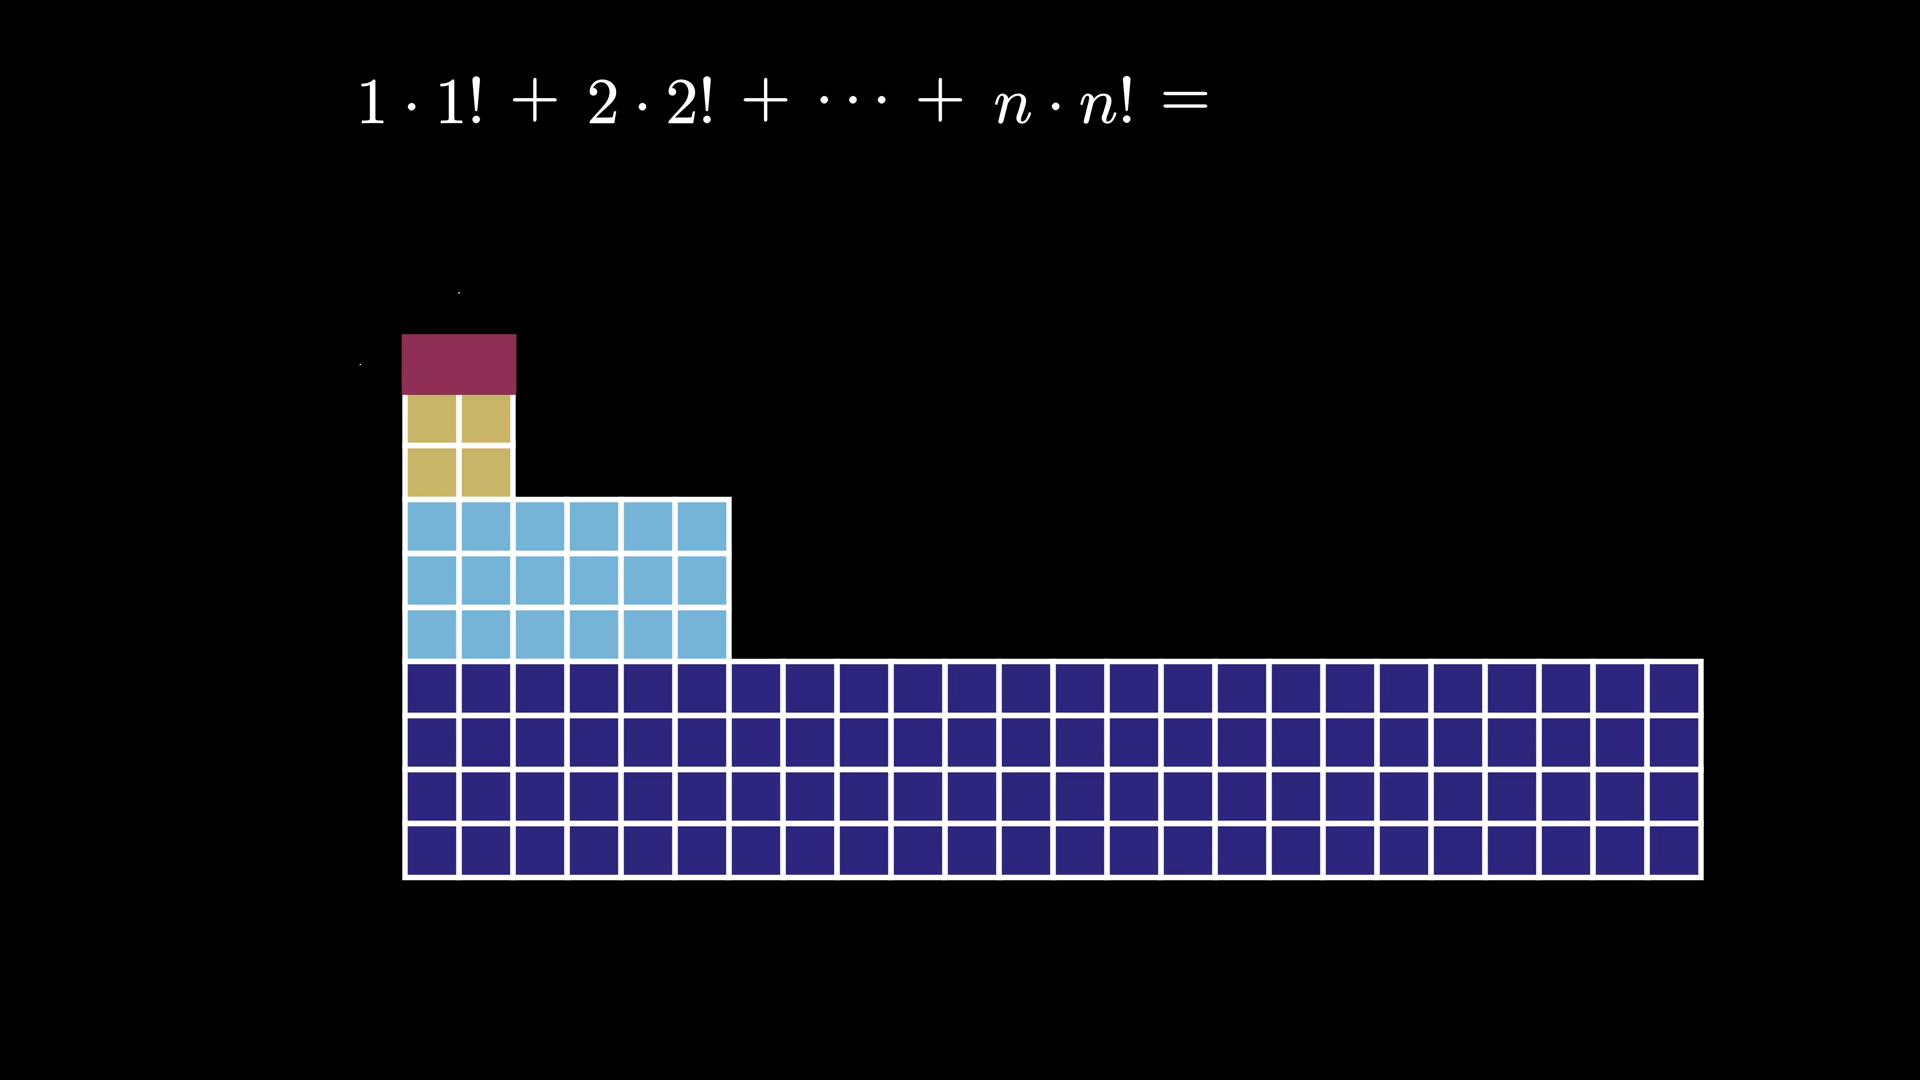 1 · 1! + 2 · 2! + ⋯ + n · n! =